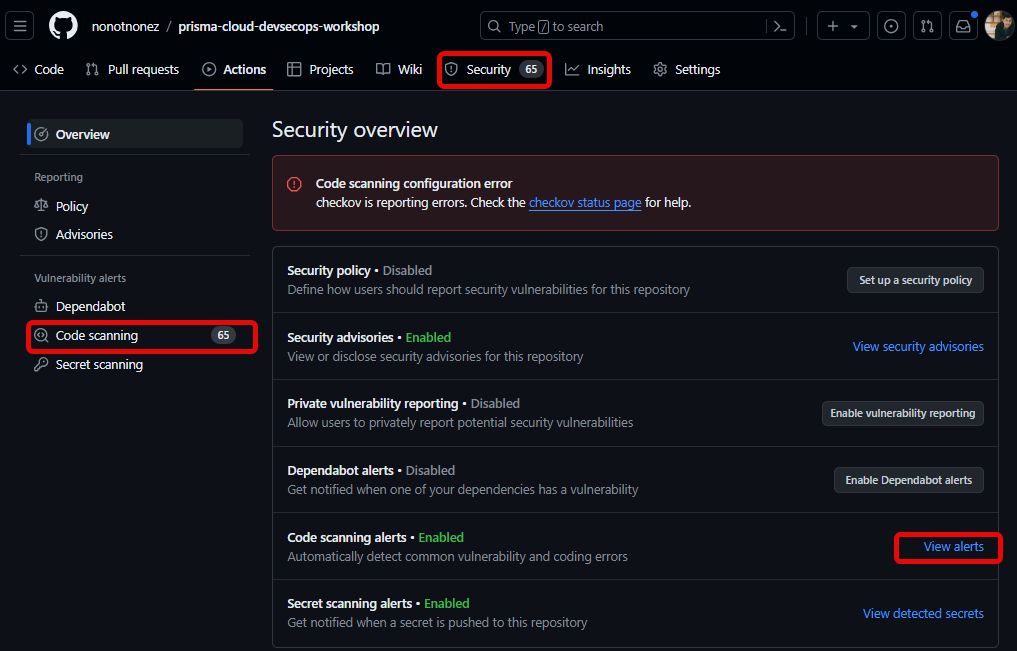 nonotnonez / prisma-cloud-devsecops-workshop
Type / to search
Code
Pull requests
Actions
Projects
Wiki
Security 65
Insights
Settings
Overview
Reporting
Policy
Advisories
Vulnerability alerts
Dependabot
Code scanning 65
Secret scanning
Security overview
Code scanning configuration error
checkov is reporting errors. Check the checkov status page for help.
Security policy • Disabled
Define how users should report security vulnerabilities for this repository
Set up a security policy
Security advisories • Enabled
View or disclose security advisories for this repository
View security advisories
Private vulnerability reporting • Disabled
Allow users to privately report potential security vulnerabilities
Enable vulnerability reporting
Dependabot alerts • Disabled
Get notified when one of your dependencies has a vulnerability
Enable Dependabot alerts
Code scanning alerts • Enabled
Automatically detect common vulnerability and coding errors
View alerts
Secret scanning alerts • Enabled
Get notified when a secret is pushed to this repository
View detected secrets